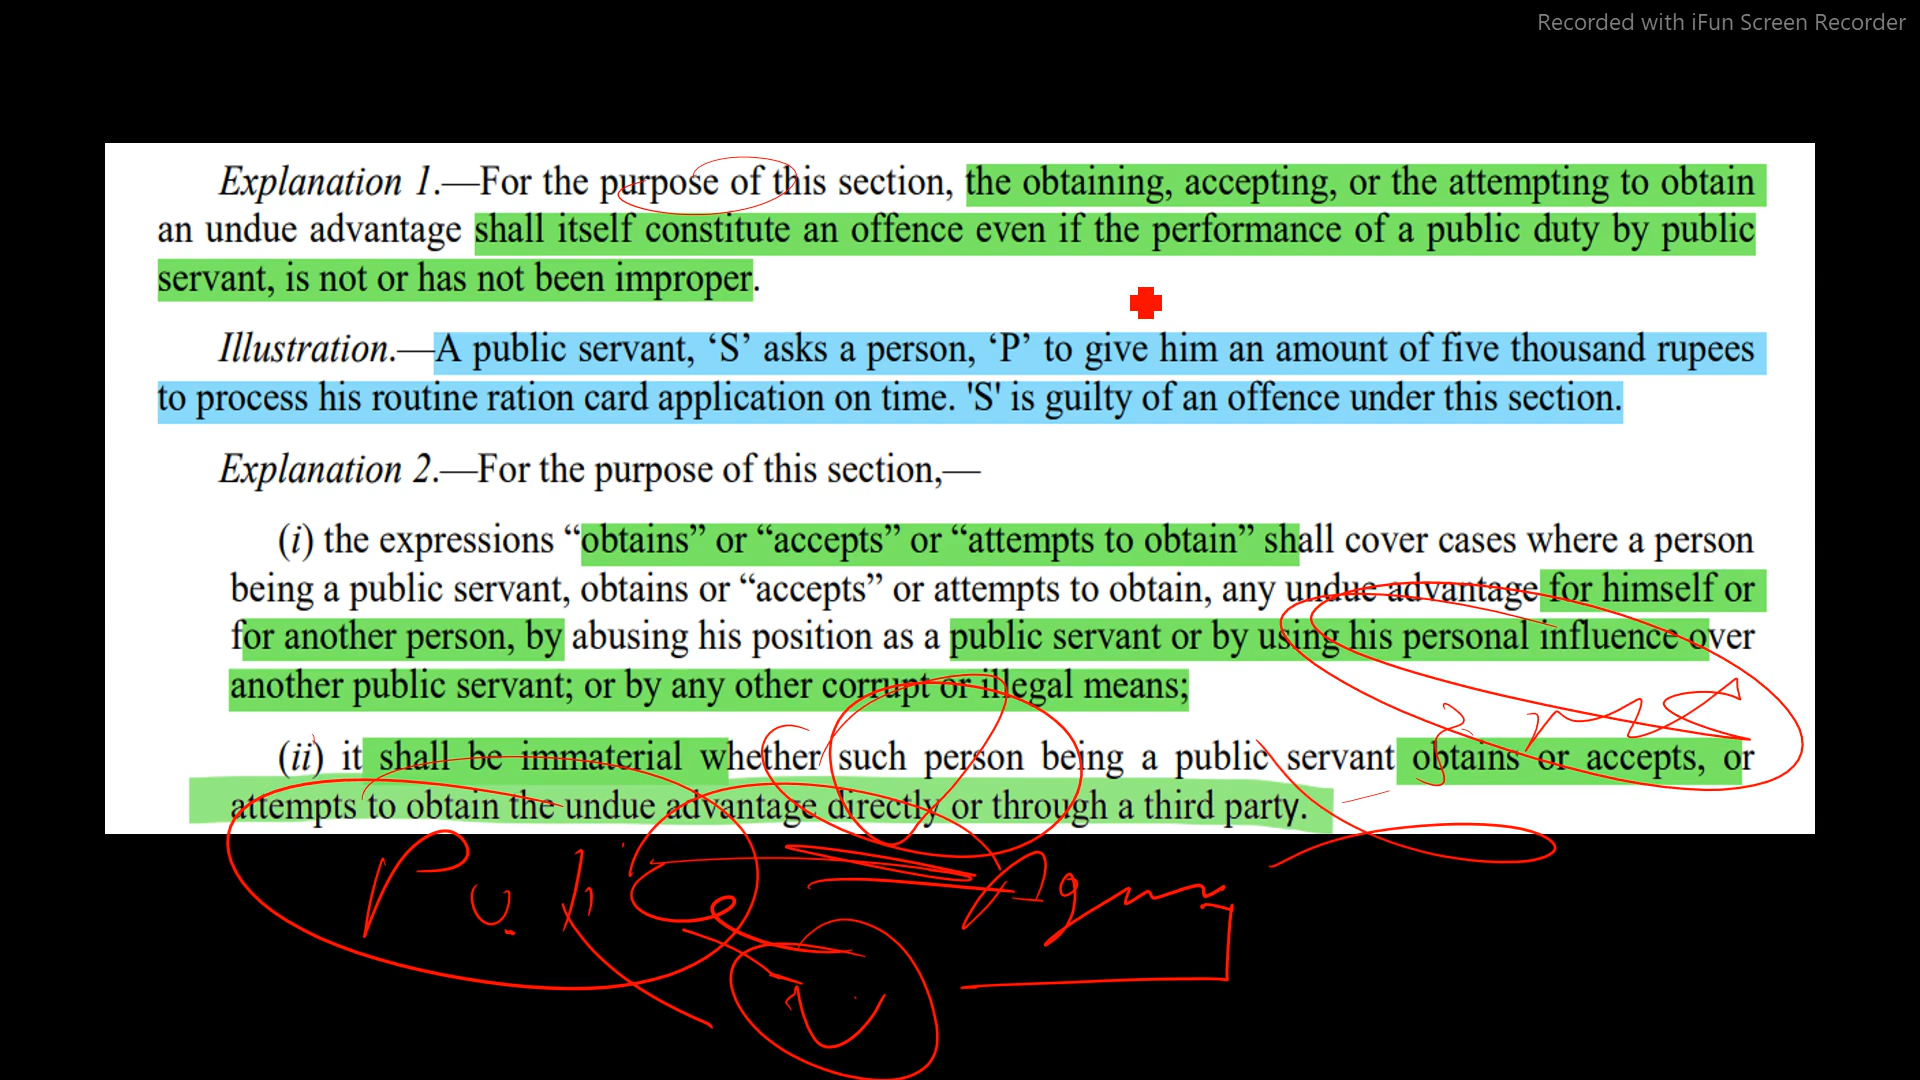 Recorded with iFun Screen Recorder
Explanation 1.—For the purpose of this section, the obtaining, accepting, or the attempting to obtain
an undue advantage shall itself constitute an offence even if the performance of a public duty by public
servant, is not or has not been improper.
Illustration.—A public servant, ‘S’ asks a person, ‘P’ to give him an amount of five thousand rupees
to process his routine ration card application on time. 'S' is guilty of an offence under this section.
Explanation 2.—For the purpose of this section,—
(i) the expressions “obtains” or “accepts” or “attempts to obtain” shall cover cases where a person
being a public servant, obtains or “accepts” or attempts to obtain, any undue advantage for himself or
for another person, by abusing his position as a public servant or by using his personal influence over
another public servant; or by any other corrupt or illegal means;
(ii) it shall be immaterial whether such person being a public servant obtains or accepts, or
attempts to obtain the undue advantage directly or through a third party.